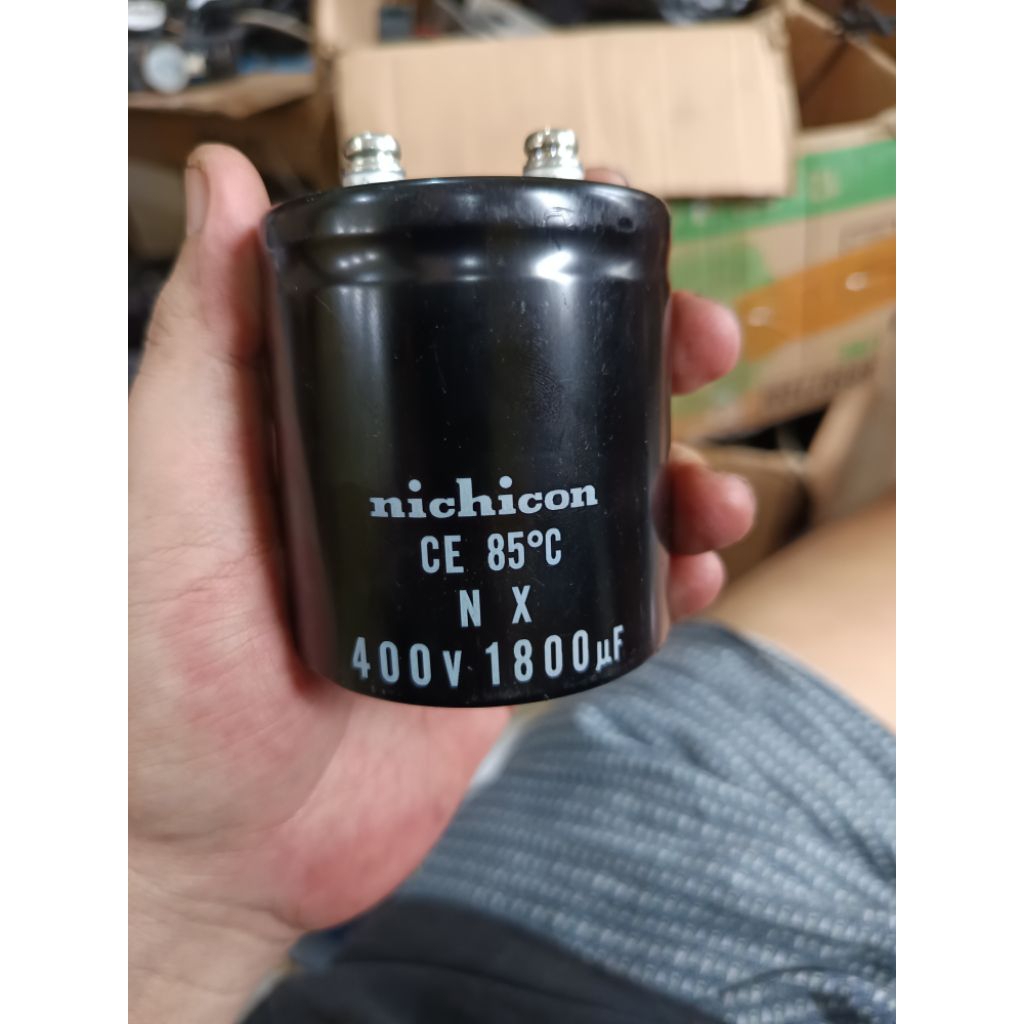 nichicon
CE 85°C
N X
400V 1800µF